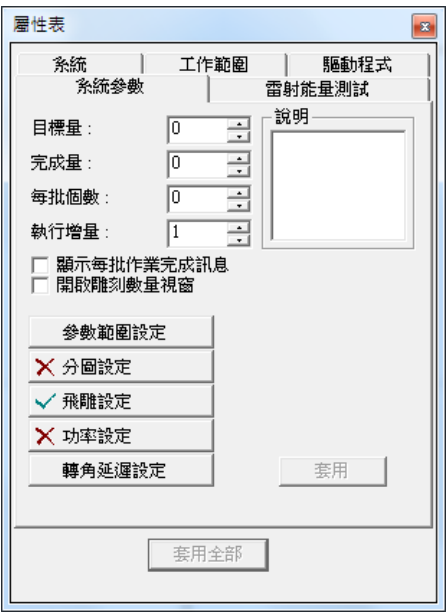 屬性表
系統 工作範圍 驅動程式
系統參數 雷射能量測試
目標量： 0 說明
完成量： 0
每批個數： 0
執行增量： 1
顯示每批作業完成訊息
開啟雕刻數量視窗
參數範圍設定
分圖設定
飛雕設定
功率設定
轉角延遲設定 套用
套用全部